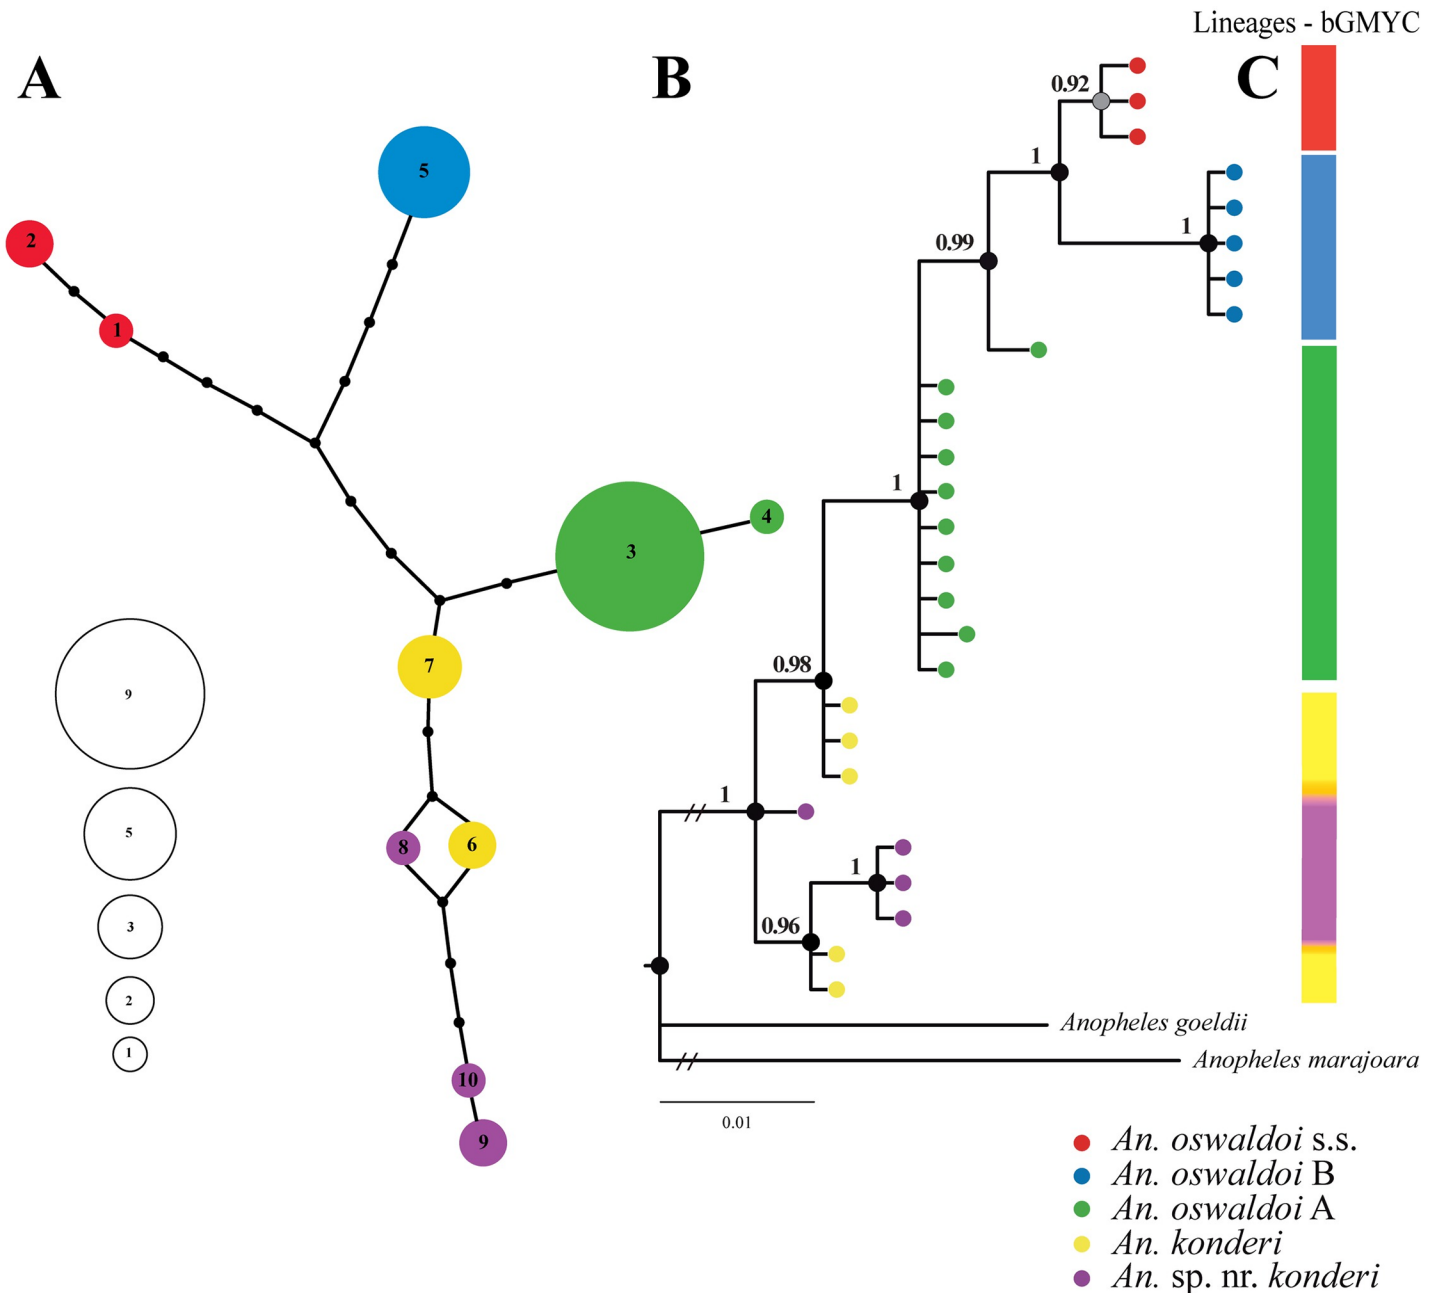 Lineages - bGMYC
A
B
C
0.92
5
1
2
1
0.99
1
3
4
1
7
9
0.98
1
8
6
5
1
3
0.96
2
Anopheles goeldii
1
Anopheles marajoara
10
0.01
9
An. oswaldoi s.s.
An. oswaldoi B
An. oswaldoi A
An. konderi
An. sp. nr. konderi